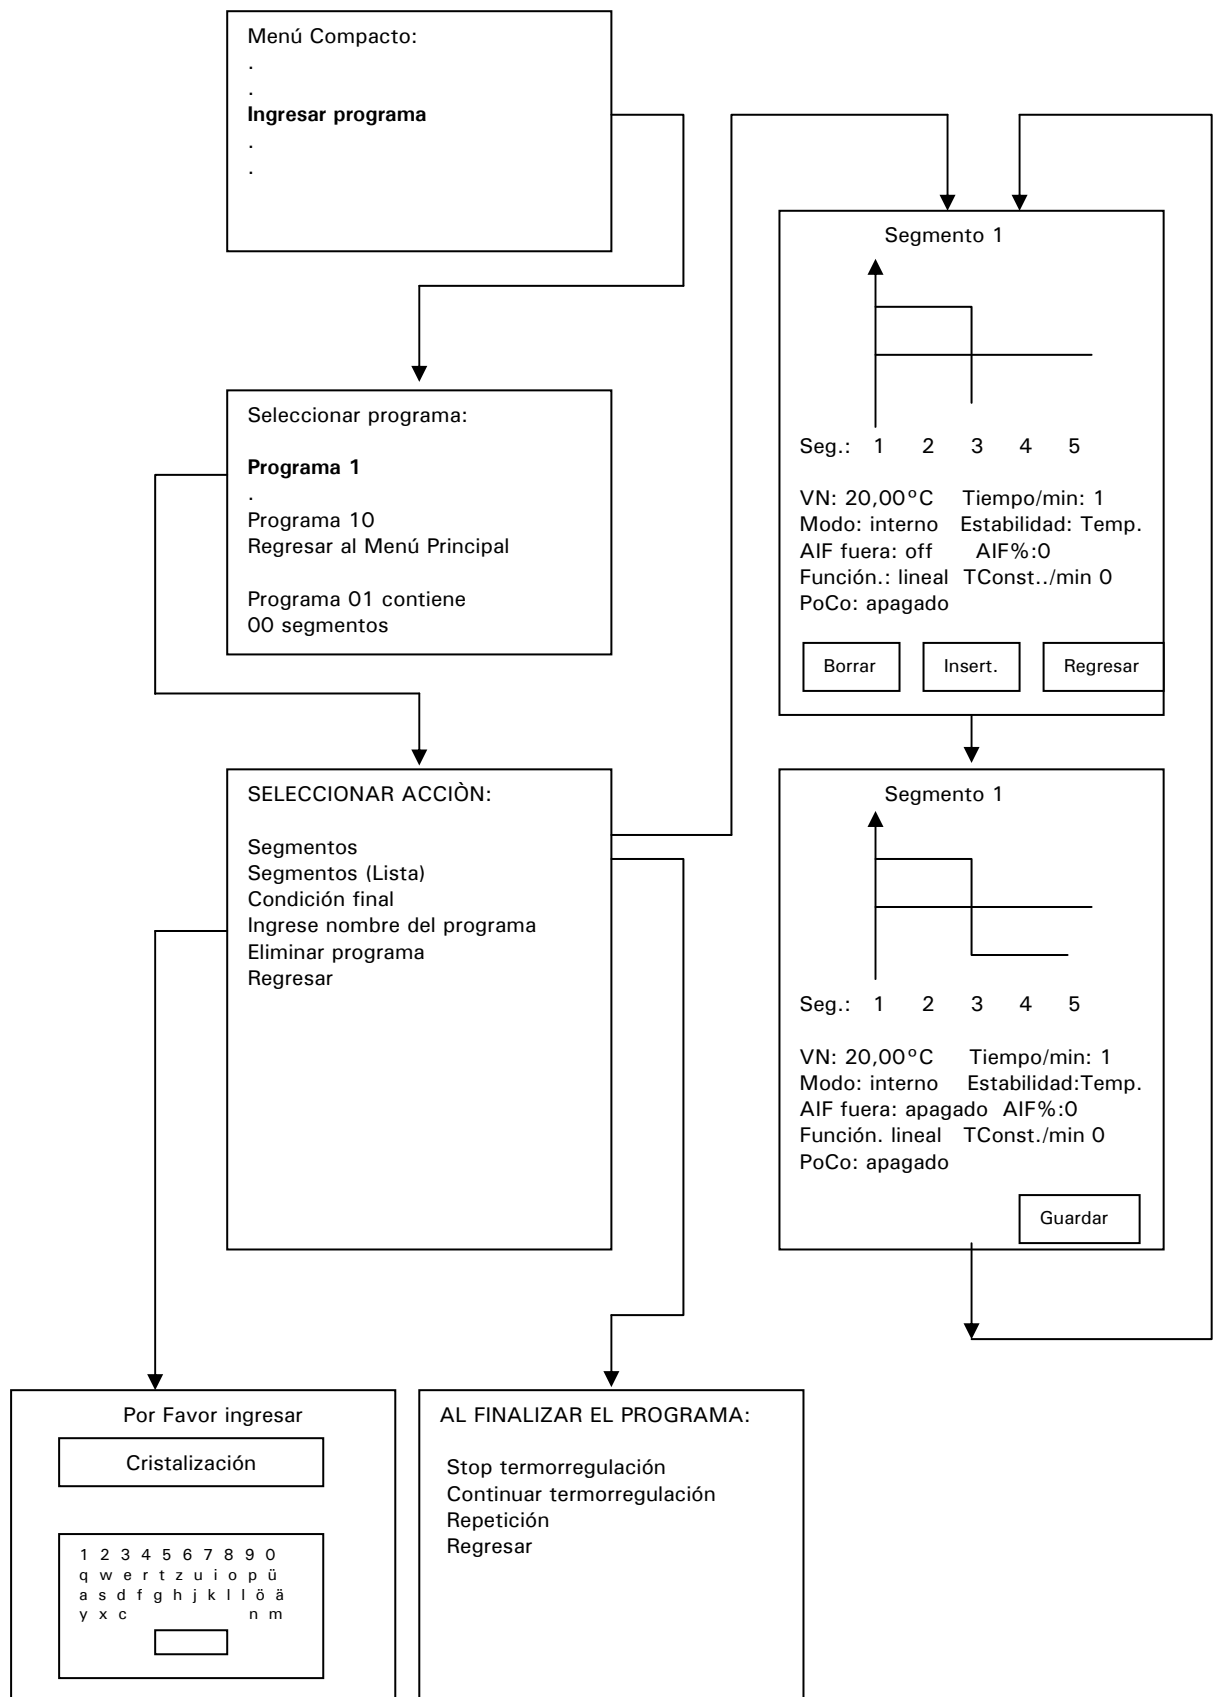 Menú Compacto:
.
.
Ingresar programa
.
.
Seleccionar programa:
Programa 1
.
Programa 10
Regresar al Menú Principal
Programa 01 contiene
00 segmentos
SELECCIONAR ACCIÒN:
Segmentos
Segmentos (Lista)
Condición final
Ingrese nombre del programa
Eliminar programa
Regresar
Segmento 1
Seg.: 1 2 3 4 5
VN: 20,00ºC Tiempo/min: 1
Modo: interno Estabilidad: Temp.
AIF fuera: off AIF%:0
Función.: lineal TConst../min 0
PoCo: apagado
Borrar Insert. Regresar
Segmento 1
Seg.: 1 2 3 4 5
VN: 20,00ºC Tiempo/min: 1
Modo: interno Estabilidad:Temp.
AIF fuera: apagado AIF%:0
Función. lineal TConst./min 0
PoCo: apagado
Guardar
Por Favor ingresar
Cristalización
1 2 3 4 5 6 7 8 9 0
q w e r t z u i o p ü
a s d f g h j k l l ö ä
y x c n m
AL FINALIZAR EL PROGRAMA:
Stop termorregulación
Continuar termorregulación
Repetición
Regresar